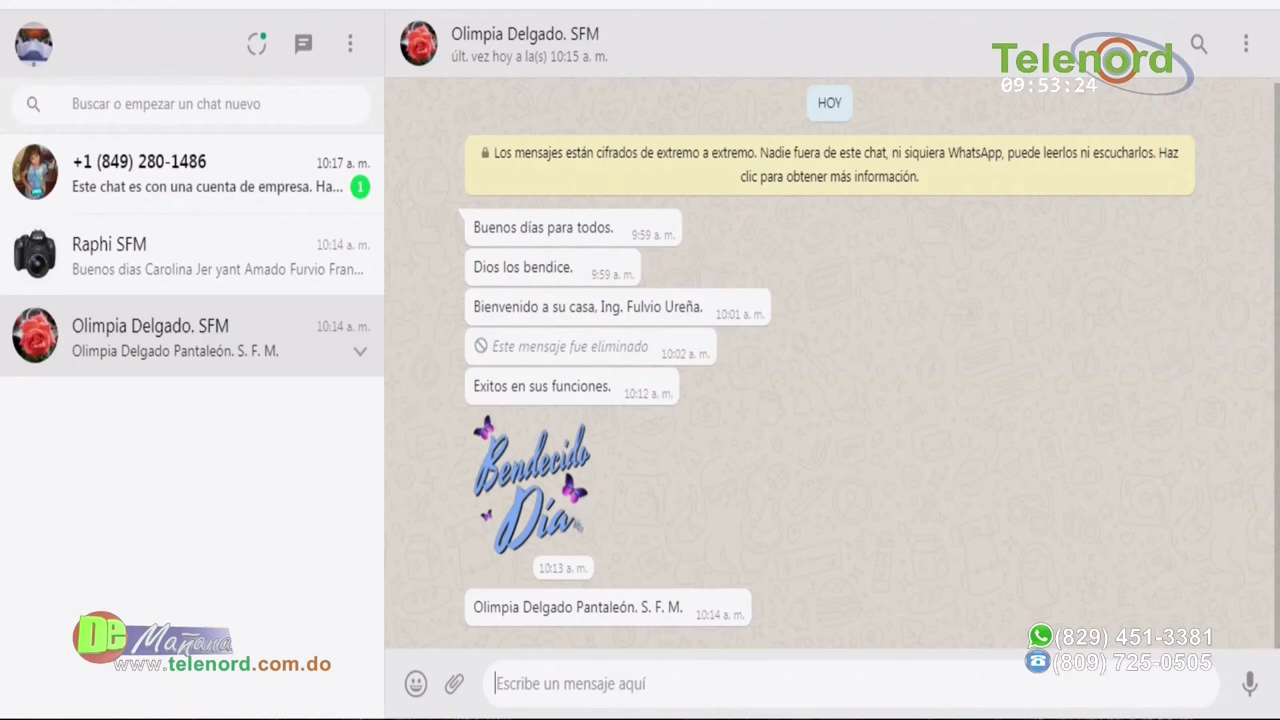 Buscar o empezar un chat nuevo
+1 (849) 280-1486
10:17 a. m.
Este chat es con una cuenta de empresa. Ha...
1
Raphi SFM
10:14 a. m.
Buenos dias Carolina Jer yant Amado Furvio Fran...
Olimpia Delgado. SFM
10:14 a. m.
Olimpia Delgado Pantaleón. S. F. M.
Olimpia Delgado. SFM
últ. vez hoy a la(s) 10:15 a. m.
Telenord
09:53:24
HOY
Los mensajes están cifrados de extremo a extremo. Nadie fuera de este chat, ni siquiera WhatsApp, puede leerlos ni escucharlos. Haz
clic para obtener más información.
Buenos días para todos.
9:59 a. m.
Dios los bendice.
9:59 a. m.
Bienvenido a su casa, Ing. Fulvio Ureña.
10:01 a. m.
Este mensaje fue eliminado
10:02 a. m.
Exitos en sus funciones.
10:12 a. m.
Bendecido
Día
10:13 a. m.
Olimpia Delgado Pantaleón. S. F. M.
10:14 a. m.
Escribe un mensaje aquí
De Mañana
www.telenord.com.do
(829) 451-3381
(809) 725-0505